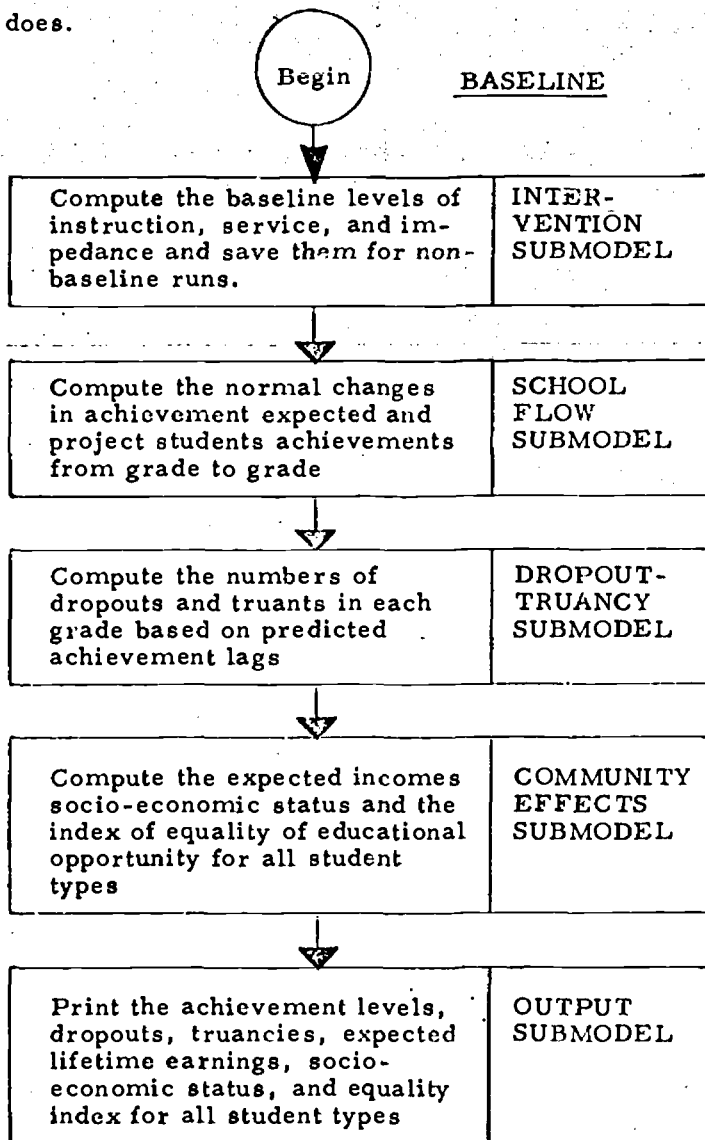 does.
Begin
BASELINE
Compute the baseline levels of
instruction, service, and im-
pedance and save them for non-
baseline runs.
INTER-
VENTION
SUBMODEL
Compute the normal changes
in achievement expected and
project students achievements
from grade to grade
SCHOOL
FLOW
SUBMODEL
Compute the numbers of
dropouts and truants in each
grade based on predicted
achievement lags
DROPOUT-
TRUANCY
SUBMODEL
Compute the expected incomes
socio-economic status and the
index of equality of educational
opportunity for all student
types
COMMUNITY
EFFECTS
SUBMODEL
Print the achievement levels,
dropouts, truancies, expected
lifetime earnings, socio-
economic status, and equality
index for all student types
OUTPUT
SUBMODEL